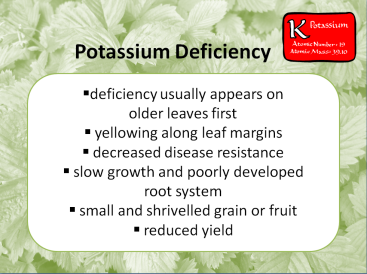 K Potassium
Atomic Number: 19
Atomic Mass: 39.10
Potassium Deficiency
▪deficiency usually appears on
older leaves first
▪ yellowing along leaf margins
▪ decreased disease resistance
▪ slow growth and poorly developed
root system
▪ small and shrivelled grain or fruit
▪ reduced yield